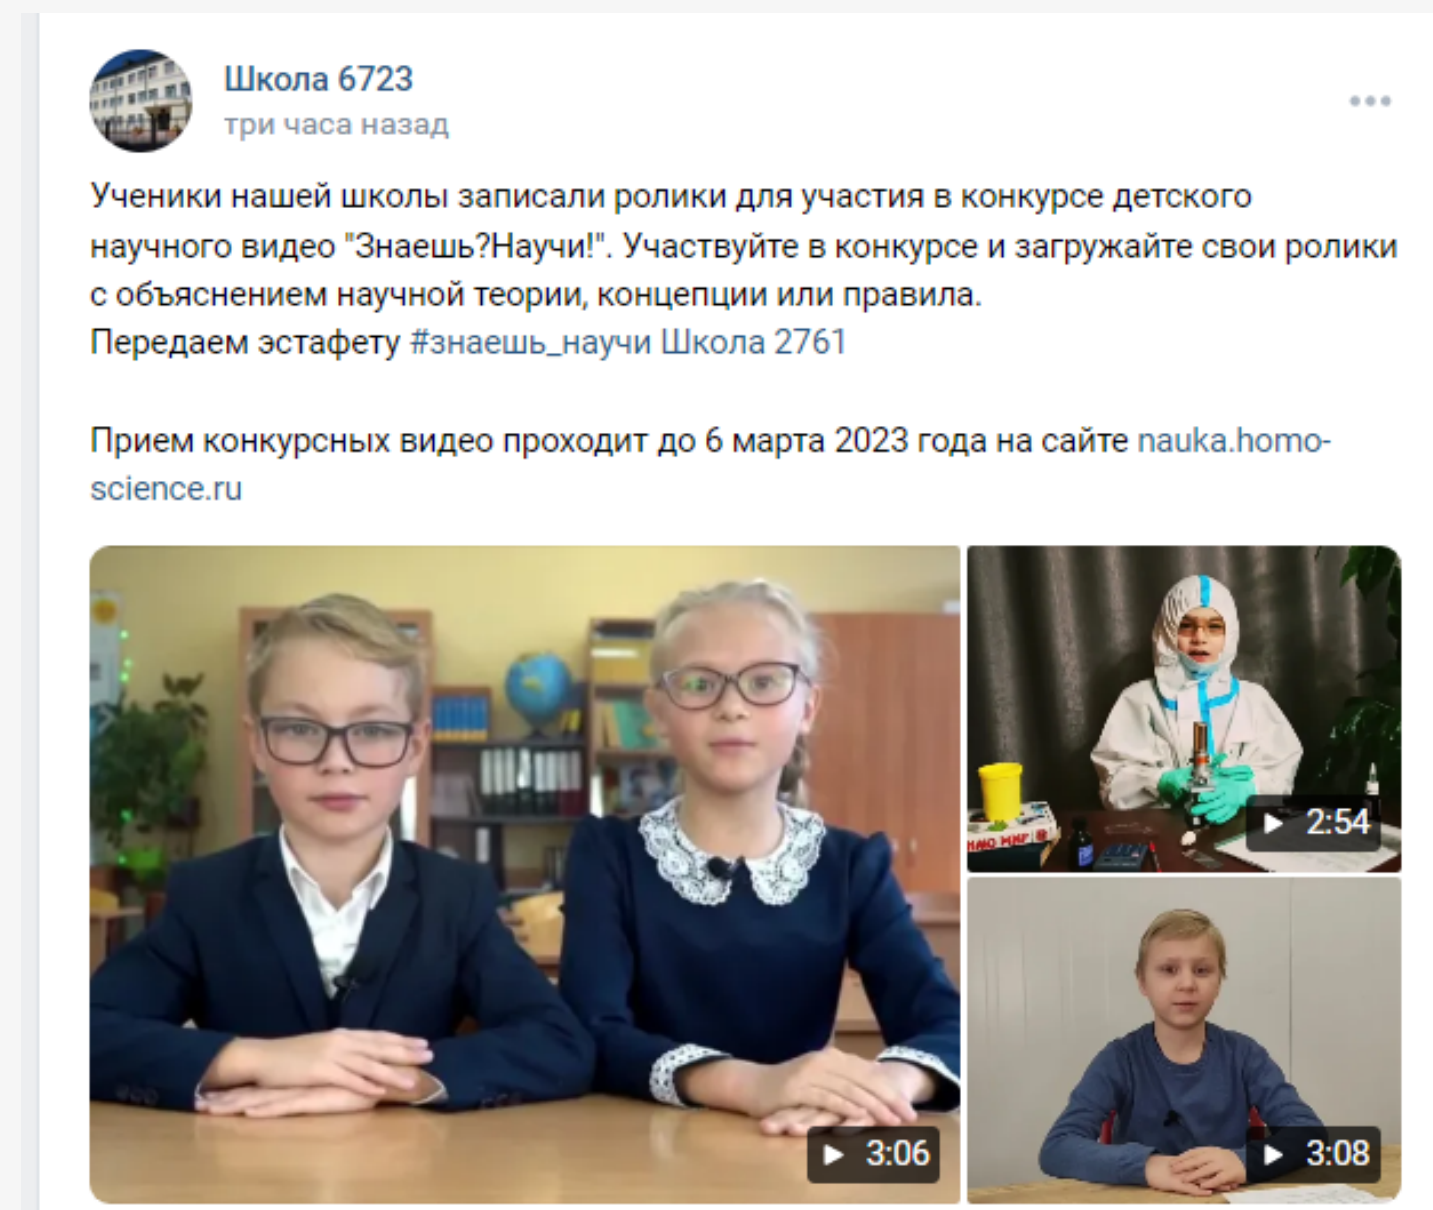 Школа 6723
три часа назад
Ученики нашей школы записали ролики для участия в конкурсе детского
научного видео "Знаешь?Научи!". Участвуйте в конкурсе и загружайте свои ролики
с объяснением научной теории, концепции или правила.
Передаем эстафету #знаешь_научи Школа 2761
Прием конкурсных видео проходит до 6 марта 2023 года на сайте nauka.homo-
science.ru
МИР
2:54
3:06
3:08